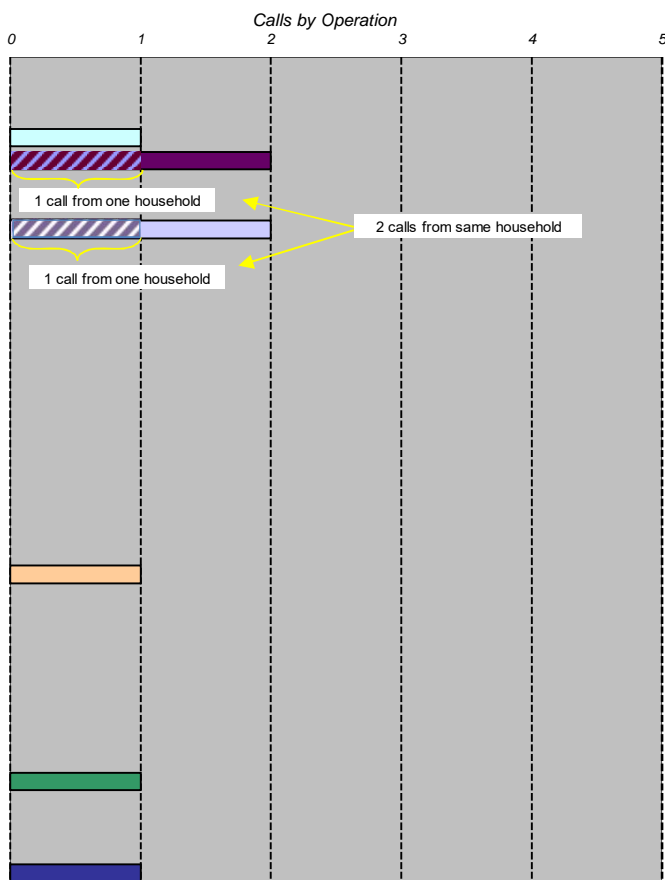 Calls by Operation
0 1 2 3 4 5
1 call from one household
2 calls from same household
1 call from one household